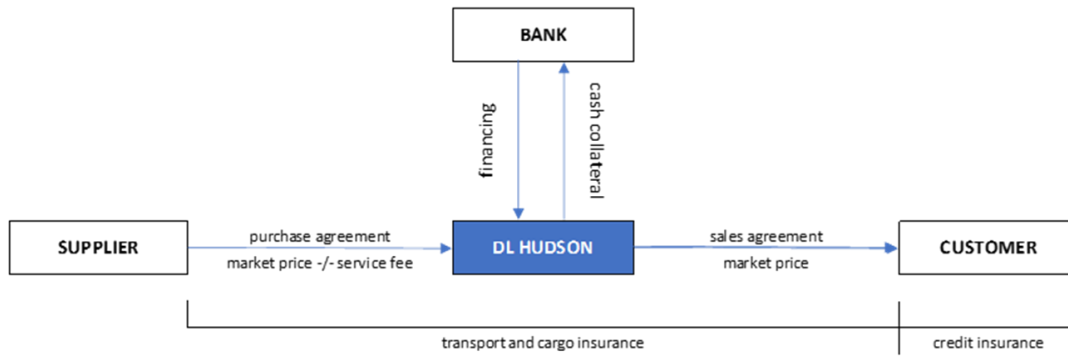 BANK
financing
cash collateral
SUPPLIER
purchase agreement
market price -/- service fee
DL HUDSON
sales agreement
market price
CUSTOMER
transport and cargo insurance
credit insurance